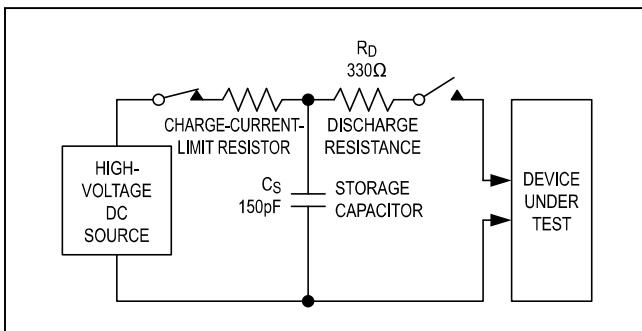 RD
330Ω
CHARGE-CURRENT-
LIMIT RESISTOR
DISCHARGE
RESISTANCE
HIGH-
VOLTAGE
DC
SOURCE
CS
150pF
STORAGE
CAPACITOR
DEVICE
UNDER
TEST